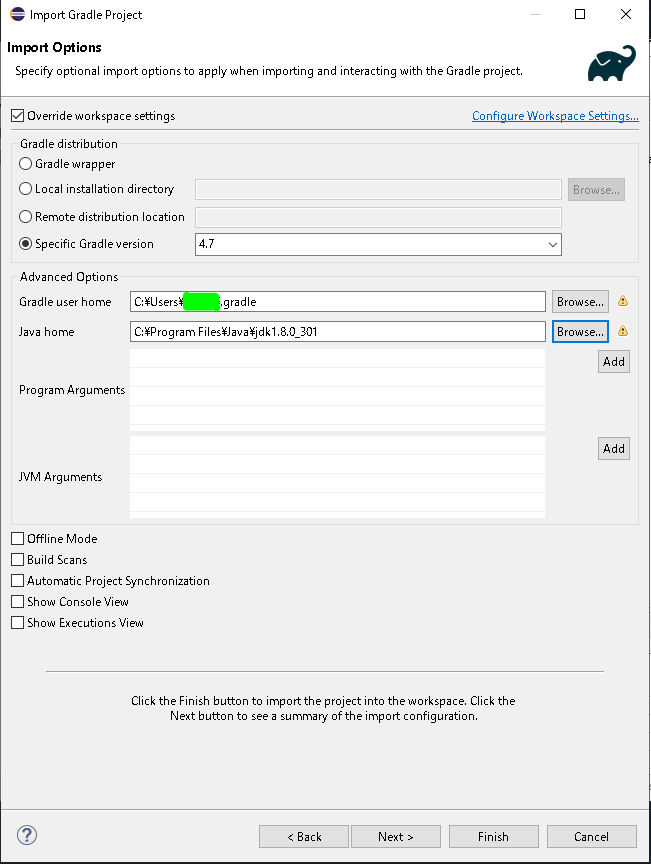 Import Gradle Project
Import Options
Specify optional import options to apply when importing and interacting with the Gradle project.
Override workspace settings
Configure Workspace Settings...
Gradle distribution
Gradle wrapper
Local installation directory
Browse...
Remote distribution location
Specific Gradle version
4.7
Advanced Options
Gradle user home
C:¥Users¥ .gradle
Browse...
Java home
C:¥Program Files¥Java¥jdk1.8.0_301
Browse...
Program Arguments
Add
JVM Arguments
Add
Offline Mode
Build Scans
Automatic Project Synchronization
Show Console View
Show Executions View
Click the Finish button to import the project into the workspace. Click the
Next button to see a summary of the import configuration.
?
< Back
Next >
Finish
Cancel